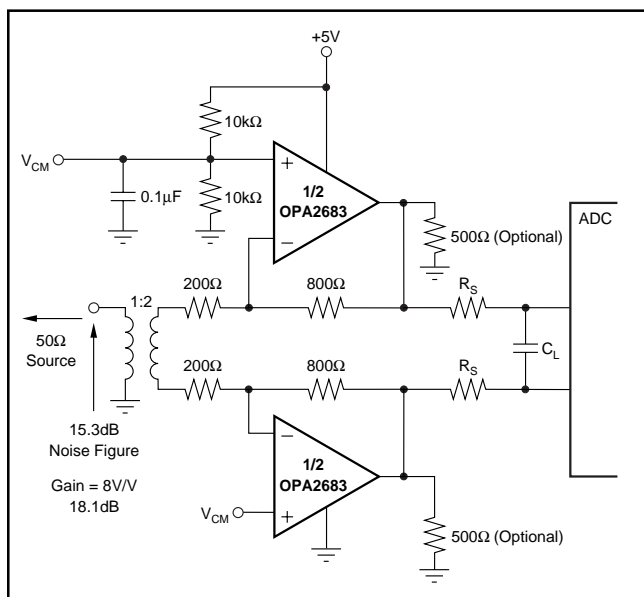 +5V
10kΩ
V_CM
+
10kΩ
0.1μF
1/2
OPA2683
−
500Ω (Optional)
ADC
1:2
200Ω
800Ω
R_S
50Ω
Source
C_L
200Ω
800Ω
R_S
15.3dB
Noise Figure
−
1/2
OPA2683
Gain = 8V/V
18.1dB
V_CM
+
500Ω (Optional)